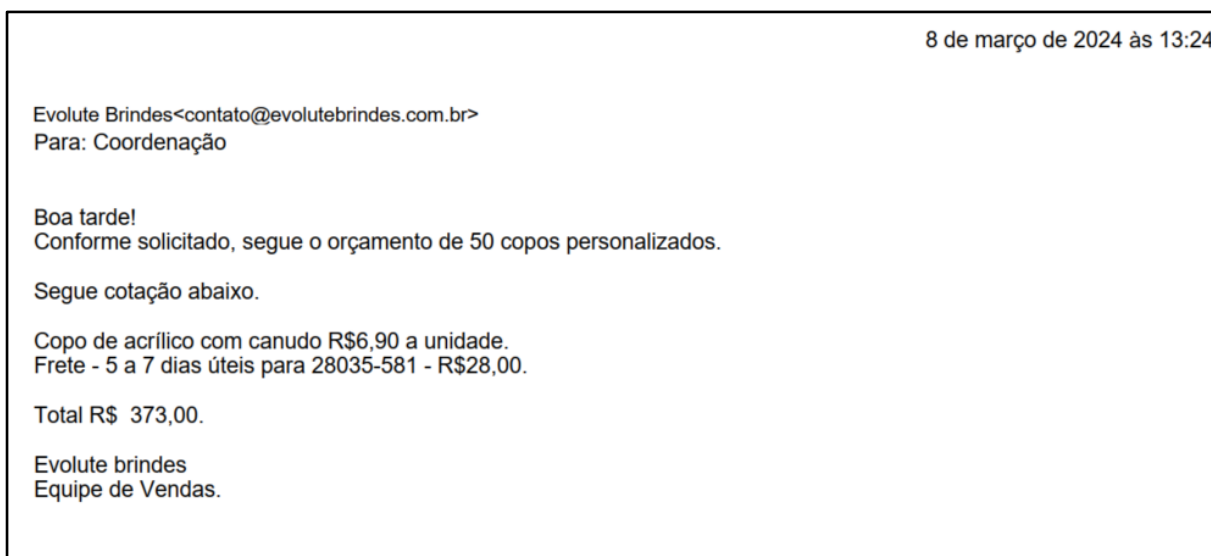 8 de março de 2024 às 13:24
Evolute Brindes<contato@evolutebrindes.com.br>
Para: Coordenação
Boa tarde!
Conforme solicitado, segue o orçamento de 50 copos personalizados.
Segue cotação abaixo.
Copo de acrílico com canudo R$6,90 a unidade.
Frete - 5 a 7 dias úteis para 28035-581 - R$28,00.
Total R$  373,00.
Evolute brindes
Equipe de Vendas.